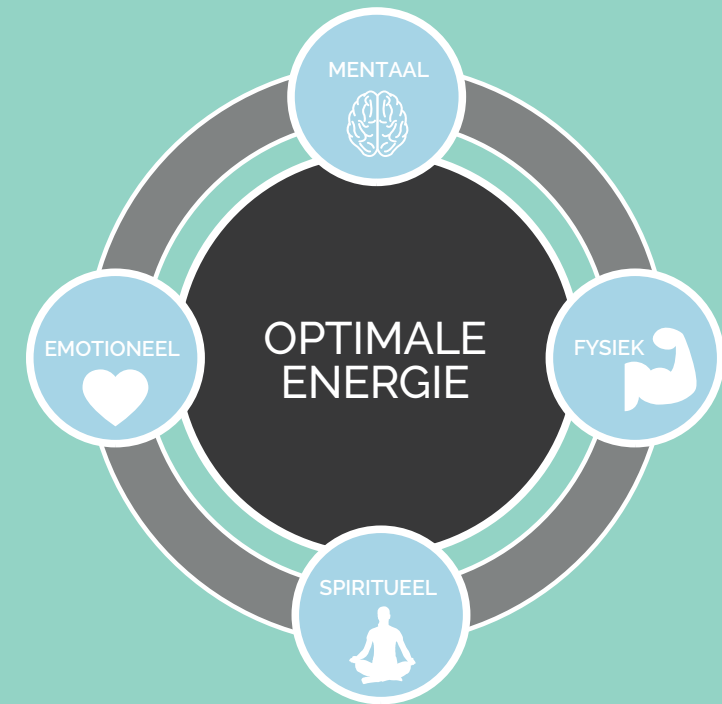 MENTAAL
EMOTIONEEL
OPTIMALE
ENERGIE
FYSIEK
SPIRITUEEL